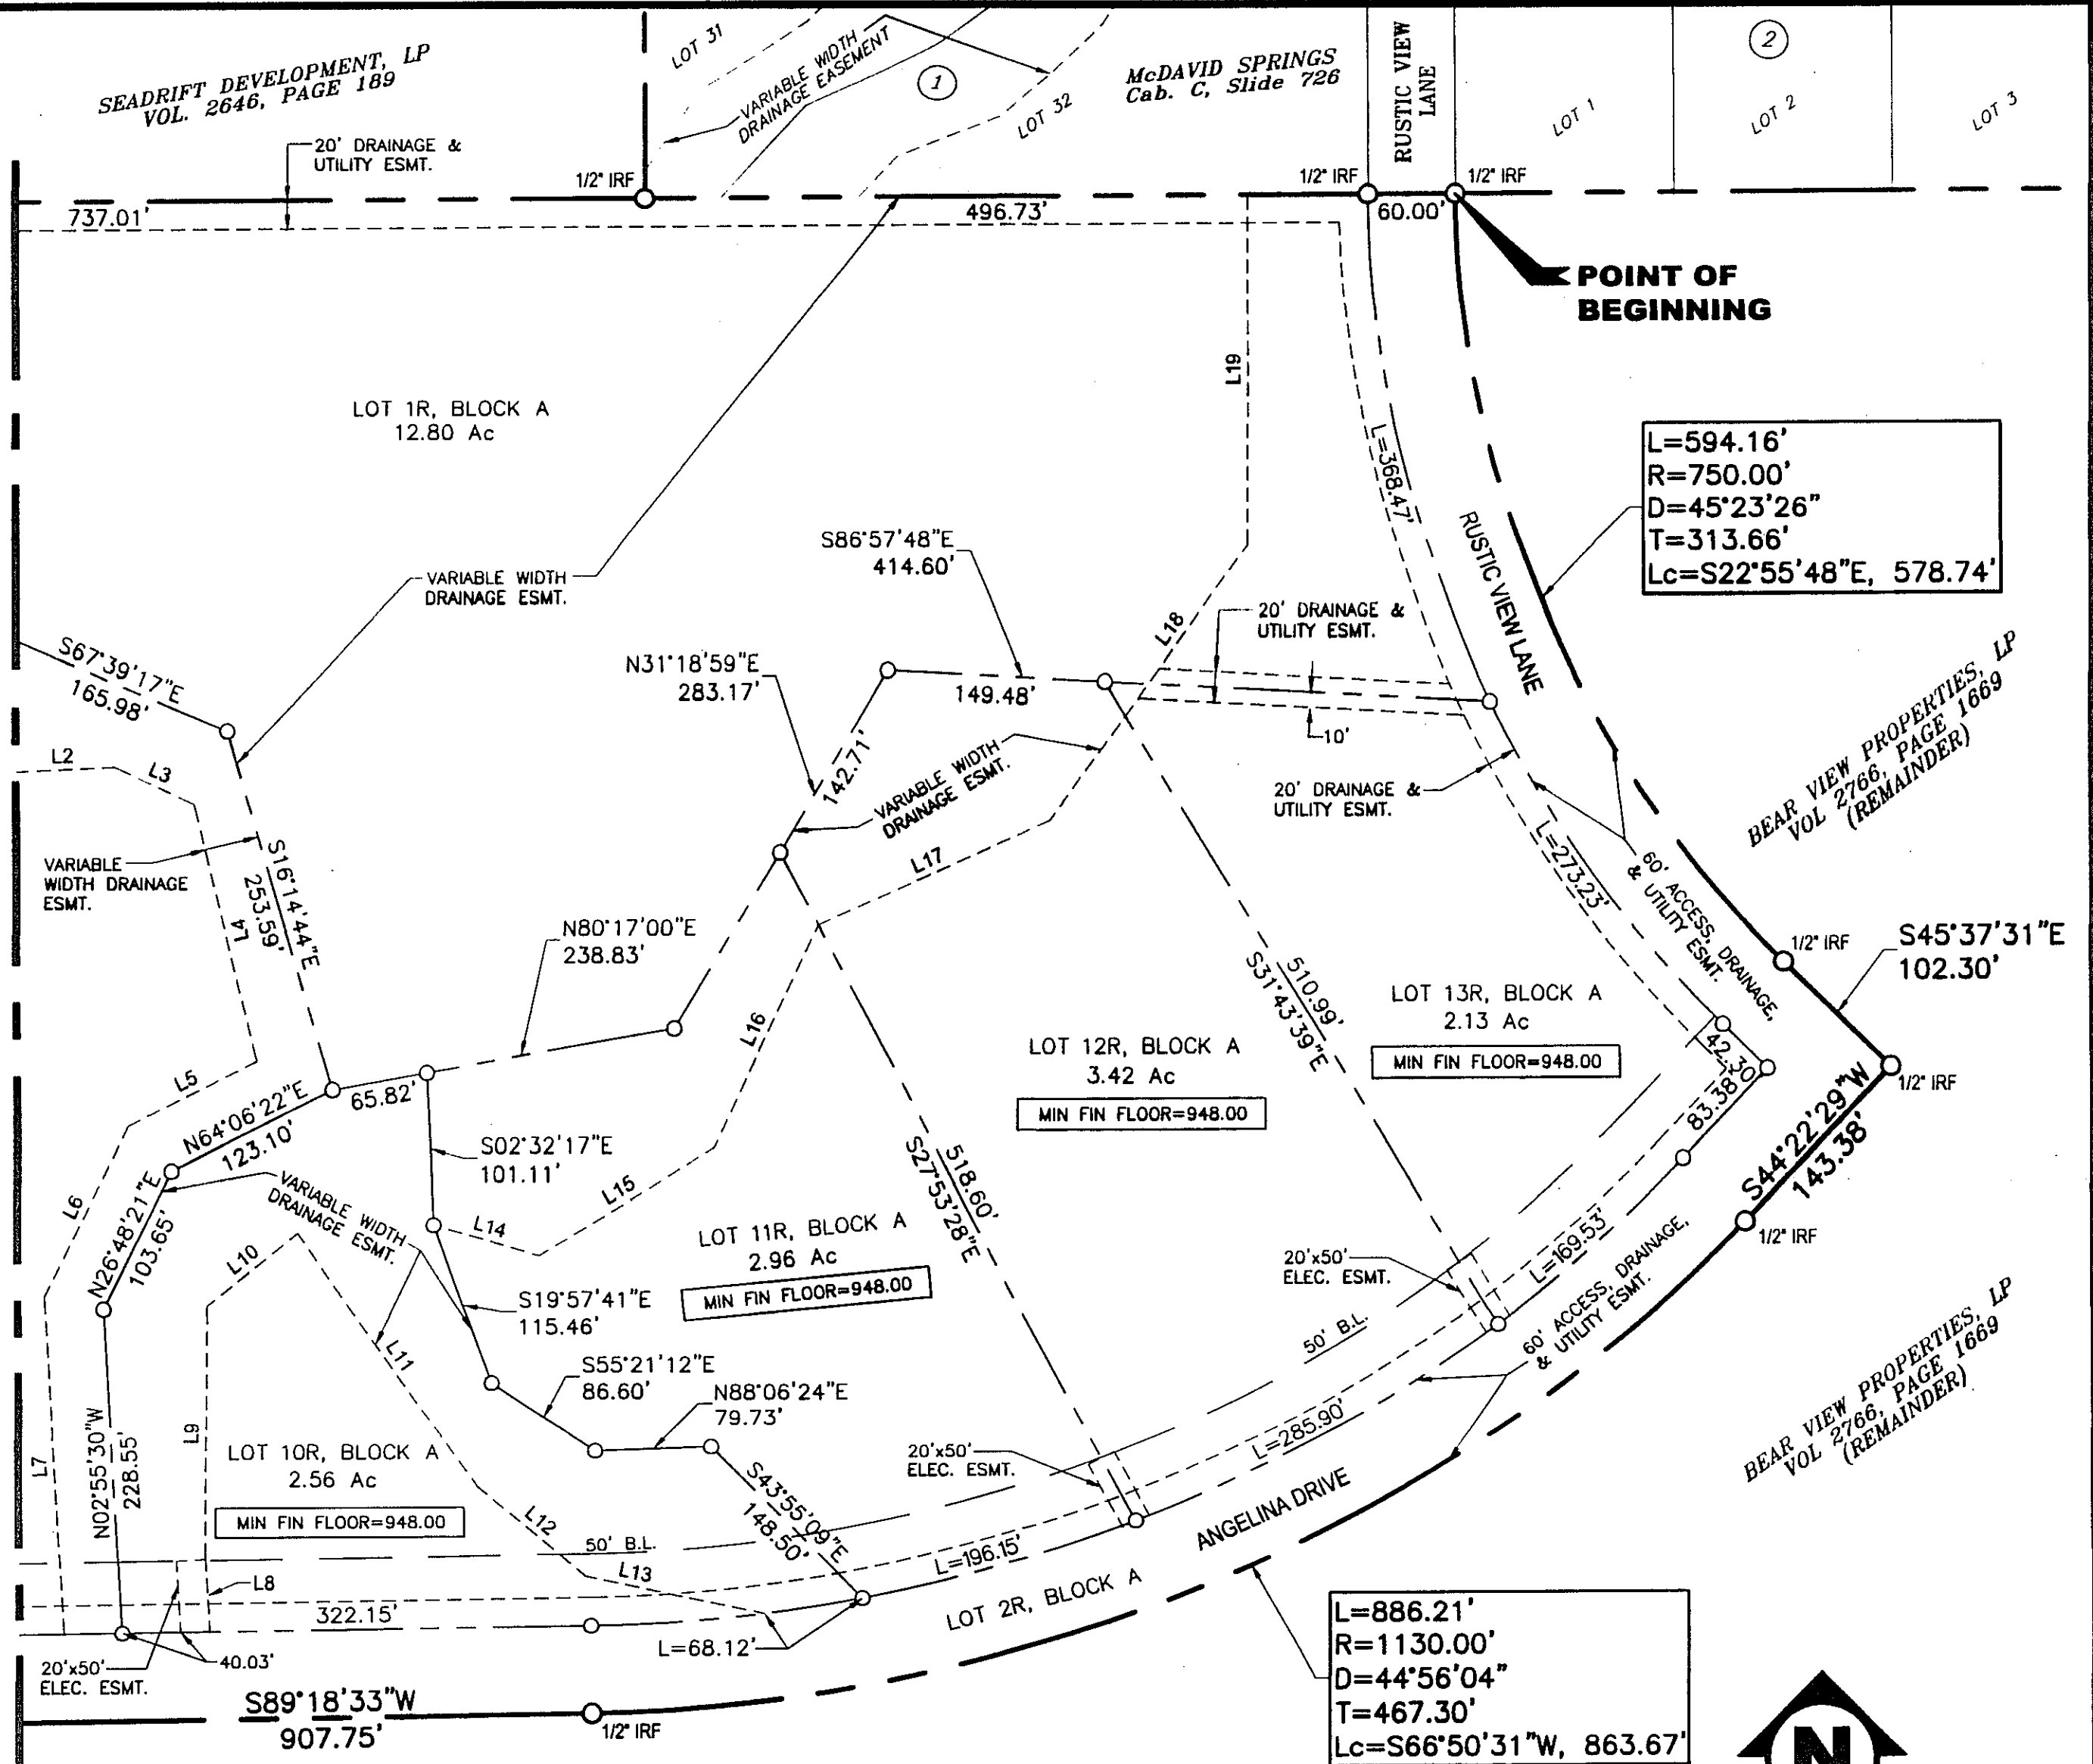 SEADRIFT DEVELOPMENT, LP
VOL. 2646, PAGE 189
20' DRAINAGE &
UTILITY ESMT.
LOT 31
VARIABLE WIDTH
DRAINAGE EASEMENT
1
LOT 32
McDAVID SPRINGS
Cab. C, Slide 726
RUSTIC VIEW
LANE
2
LOT 1
LOT 2
LOT 3
1/2" IRF
1/2" IRF
1/2" IRF
737.01'
496.73'
60.00'
POINT OF
BEGINNING
L19
LOT 1R, BLOCK A
12.80 Ac
L=594.16'
R=750.00'
D=45°23'26"
T=313.66'
Lc=S22°55'48"E, 578.74'
L=368.47'
RUSTIC VIEW LANE
S86°57'48"E
414.60'
VARIABLE WIDTH
DRAINAGE ESMT.
20' DRAINAGE &
UTILITY ESMT.
L18
S67°39'17"E
165.98'
N31°18'59"E
283.17'
149.48'
10'
142.71'
VARIABLE WIDTH
DRAINAGE ESMT.
20' DRAINAGE &
UTILITY ESMT.
BEAR VIEW PROPERTIES, LP
VOL 2766, PAGE 1669
(REMAINDER)
L2
L3
VARIABLE
WIDTH DRAINAGE
ESMT.
L4
S16°14'44"E
253.59'
L17
L=273.23'
60' ACCESS, DRAINAGE,
& UTILITY ESMT.
N80°17'00"E
238.83'
1/2" IRF
S45°37'31"E
102.30'
L16
510.99'
S31°43'39"E
LOT 13R, BLOCK A
2.13 Ac
MIN FIN FLOOR=948.00
LOT 12R, BLOCK A
3.42 Ac
MIN FIN FLOOR=948.00
42.30
83.38
1/2" IRF
S44°22'29"W
143.38'
1/2" IRF
L5
65.82'
N64°06'22"E
123.10'
S02°32'17"E
101.11'
518.60'
S27°53'28"E
L6
N26°48'21"E
103.65'
VARIABLE WIDTH
DRAINAGE ESMT.
L15
L14
LOT 11R, BLOCK A
2.96 Ac
MIN FIN FLOOR=948.00
L10
S19°57'41"E
115.46'
20'x50'
ELEC. ESMT.
L=169.53'
60' ACCESS, DRAINAGE,
& UTILITY ESMT.
50' B.L.
L11
S55°21'12"E
86.60'
N88°06'24"E
79.73'
BEAR VIEW PROPERTIES, LP
VOL 2766, PAGE 1669
(REMAINDER)
L7
N02°55'30"W
228.55'
L9
LOT 10R, BLOCK A
2.56 Ac
MIN FIN FLOOR=948.00
S43°55'09"E
148.50'
20'x50'
ELEC. ESMT.
L=285.90'
L12
50' B.L.
L13
L=196.15'
ANGELINA DRIVE
L8
322.15'
LOT 2R, BLOCK A
L=68.12'
20'x50'
ELEC. ESMT.
40.03'
S89°18'33"W
907.75'
1/2" IRF
L=886.21'
R=1130.00'
D=44°56'04"
T=467.30'
Lc=S66°50'31"W, 863.67'
N